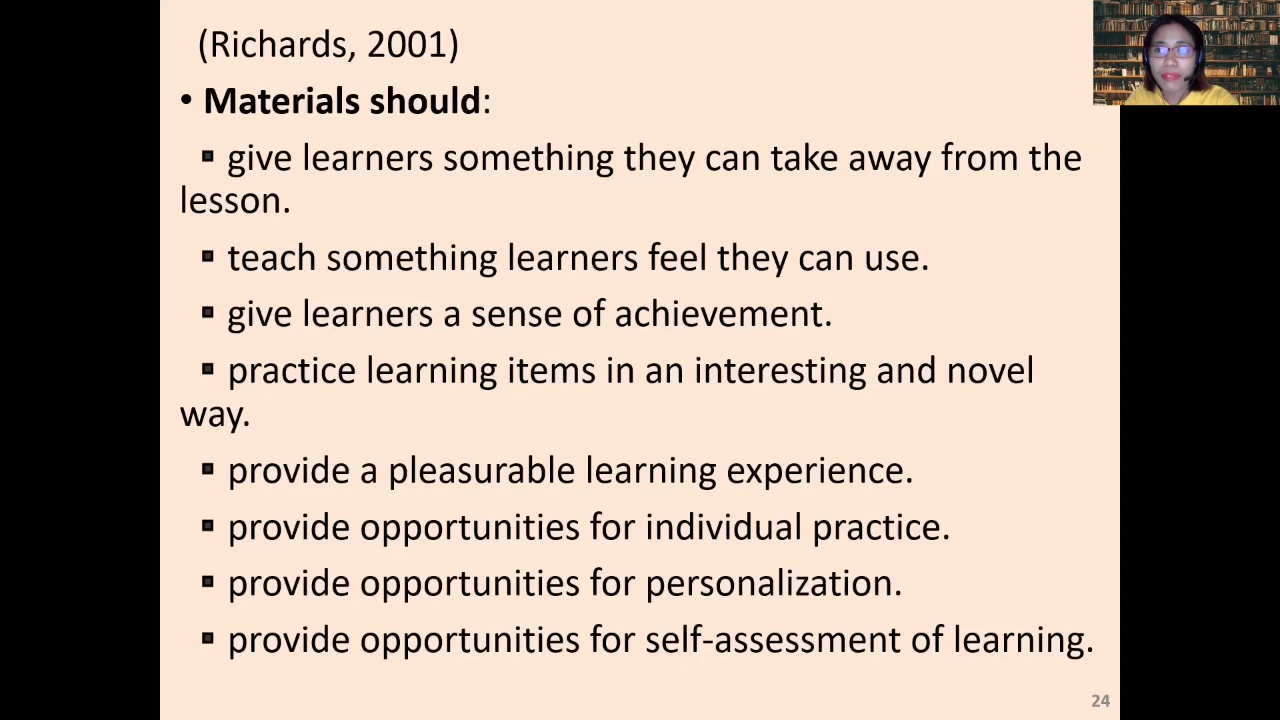 (Richards, 2001)
• Materials should:
▪ give learners something they can take away from the
lesson.
▪ teach something learners feel they can use.
▪ give learners a sense of achievement.
▪ practice learning items in an interesting and novel
way.
▪ provide a pleasurable learning experience.
▪ provide opportunities for individual practice.
▪ provide opportunities for personalization.
▪ provide opportunities for self-assessment of learning.
24